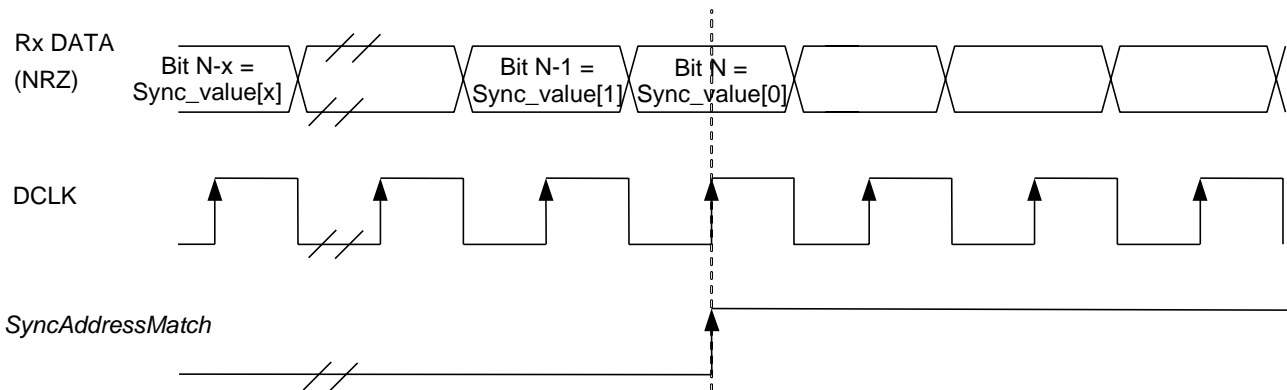 Rx DATA
(NRZ)
Bit N-x =
Sync_value[x]
Bit N-1 =
Sync_value[1]
Bit N =
Sync_value[0]
DCLK
SyncAddressMatch